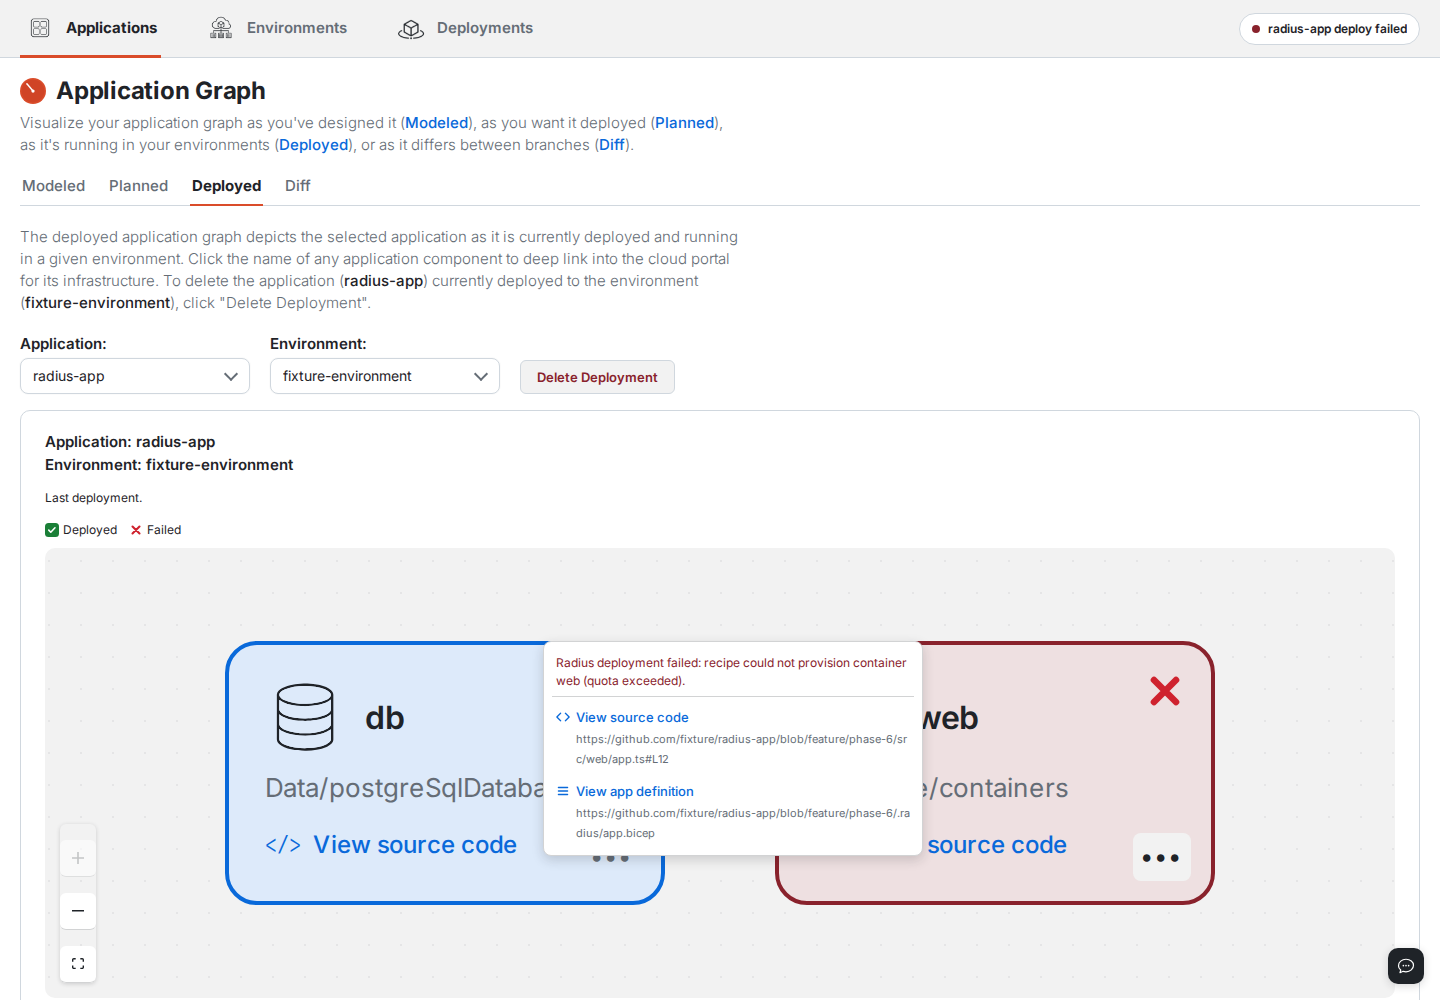 Applications
Environments
Deployments
radius-app deploy failed
Application Graph
Visualize your application graph as you've designed it (Modeled), as you want it deployed (Planned),
as it's running in your environments (Deployed), or as it differs between branches (Diff).
Modeled
Planned
Deployed
Diff
The deployed application graph depicts the selected application as it is currently deployed and running
in a given environment. Click the name of any application component to deep link into the cloud portal
for its infrastructure. To delete the application (radius-app) currently deployed to the environment
(fixture-environment), click "Delete Deployment".
Application:
Environment:
radius-app
fixture-environment
Delete Deployment
Application: radius-app
Environment: fixture-environment
Last deployment.
Deployed
Failed
db
Data/postgreSqlDataba
</> View source code
Radius deployment failed: recipe could not provision container
web (quota exceeded).
View source code
https://github.com/fixture/radius-app/blob/feature/phase-6/sr
c/web/app.ts#L12
View app definition
https://github.com/fixture/radius-app/blob/feature/phase-6/.ra
dius/app.bicep
web
e/containers
source code